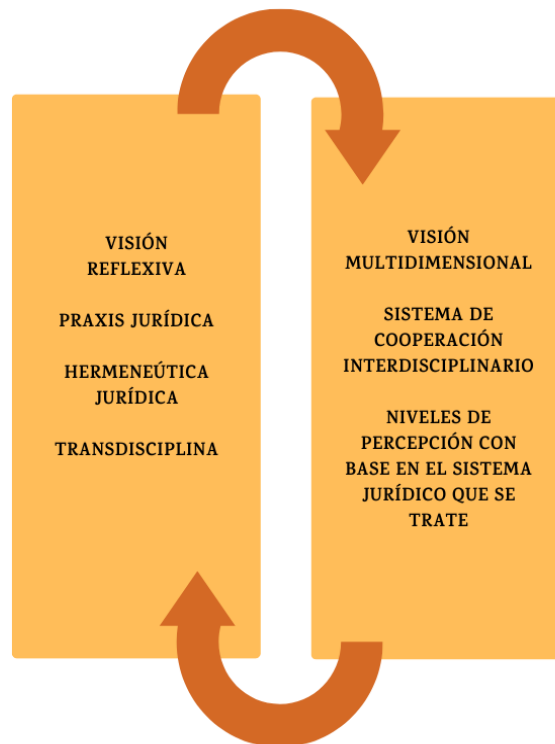 VISIÓN
REFLEXIVA
PRAXIS JURÍDICA
HERMENEÚTICA
JURÍDICA
TRANSDISCIPLINA
VISIÓN
MULTIDIMENSIONAL
SISTEMA DE
COOPERACIÓN
INTERDISCIPLINARIO
NIVELES DE
PERCEPCIÓN CON
BASE EN EL SISTEMA
JURÍDICO QUE SE
TRATE